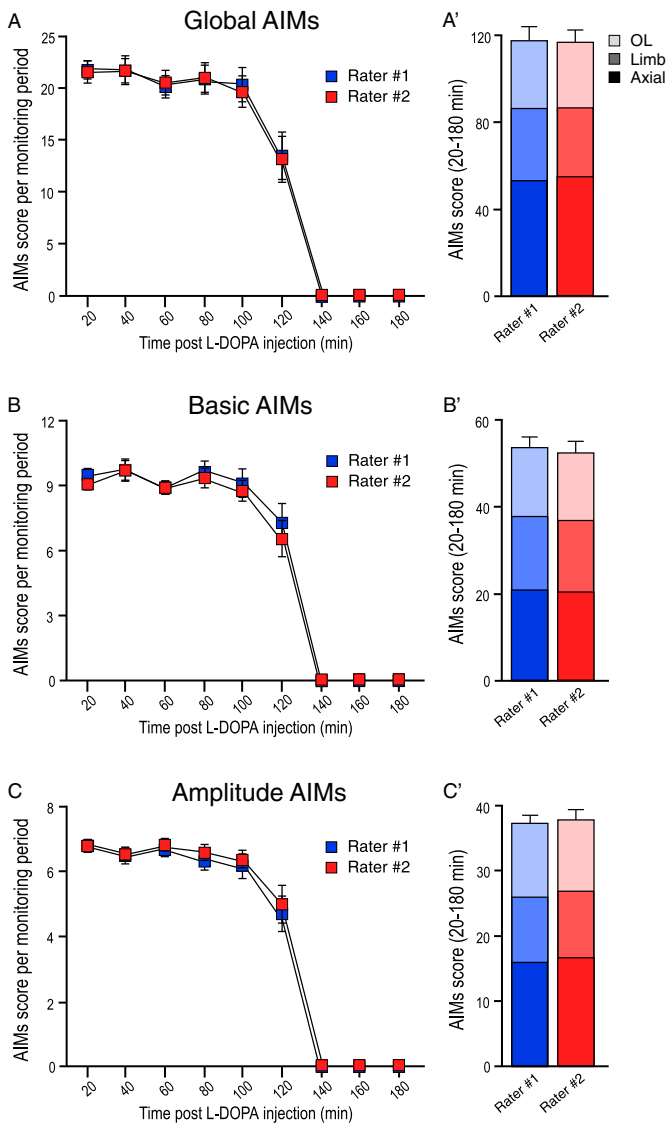 A
Global AIMs
AIMs score per monitoring period
25
20
15
10
5
0
20
40
60
80
100
120
140
160
180
Time post L-DOPA injection (min)
Rater #1
Rater #2
A'
AIMs score (20-180 min)
120
80
40
0
Rater #1
Rater #2
OL
Limb
Axial
B
Basic AIMs
AIMs score per monitoring period
12
9
6
3
0
20
40
60
80
100
120
140
160
180
Time post L-DOPA injection (min)
Rater #1
Rater #2
B'
AIMs score (20-180 min)
60
40
20
0
Rater #1
Rater #2
C
Amplitude AIMs
AIMs score per monitoring period
8
6
4
2
0
20
40
60
80
100
120
140
160
180
Time post L-DOPA injection (min)
Rater #1
Rater #2
C'
AIMs score (20-180 min)
40
30
20
10
0
Rater #1
Rater #2